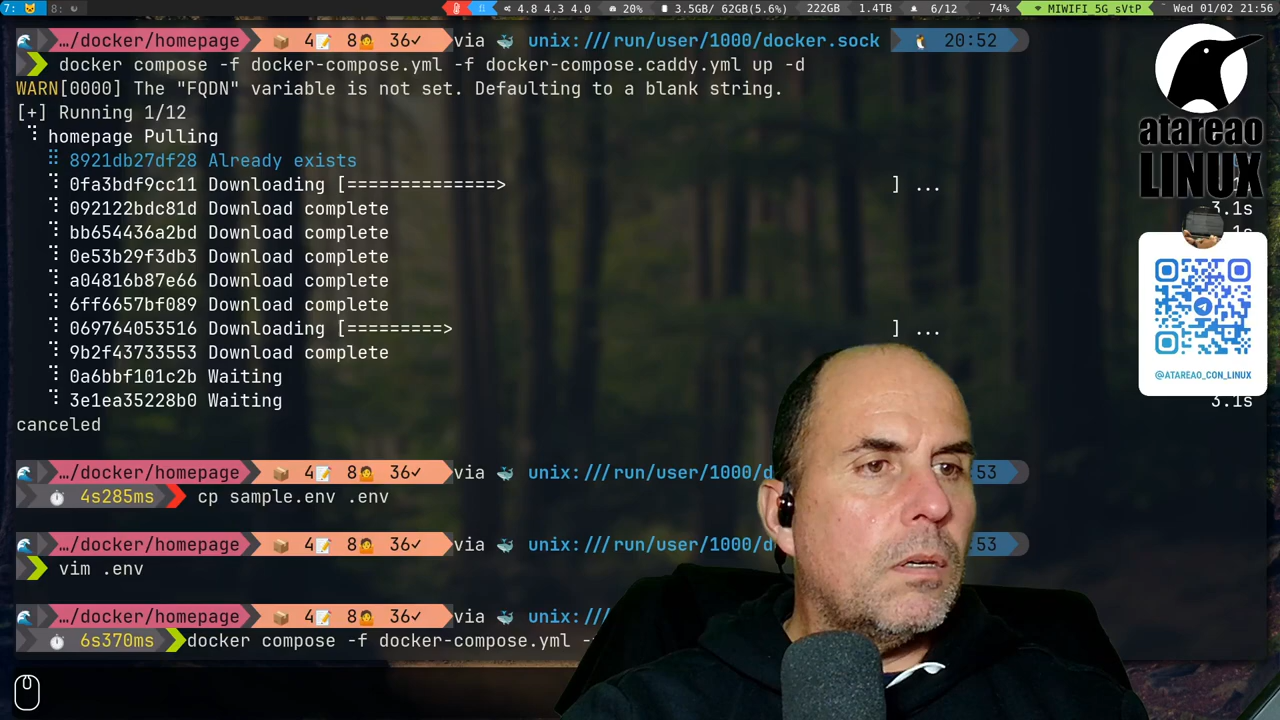 7: 8: 4.8 4.3 4.0 20% 3.5GB/ 62GB(5.6%) 222GB 1.4TB 6/12 74% MIWIFI 5G sVtP Wed 01/02 21:56
…/docker/homepage 4 8 36✓ via unix:///run/user/1000/docker.sock 20:52
docker compose -f docker-compose.yml -f docker-compose.caddy.yml up -d
WARN[0000] The "FQDN" variable is not set. Defaulting to a blank string.
[+] Running 1/12
homepage Pulling
8921db27df28 Already exists
0fa3bdf9cc11 Downloading [==============> ] ...
092122bdc81d Download complete 3.1s
bb654436a2bd Download complete
0e53b29f3db3 Download complete
a04816b87e66 Download complete
6ff6657bf089 Download complete
069764053516 Downloading [=========> ] ...
9b2f43733553 Download complete
0a6bbf101c2b Waiting
3e1ea35228b0 Waiting 3.1s
canceled
…/docker/homepage 4 8 36✓ via unix:///run/user/1000/d 53
4s285ms cp sample.env .env
…/docker/homepage 4 8 36✓ via unix:///run/user/1000/d 53
vim .env
…/docker/homepage 4 8 36✓ via unix:///run/user/
6s370ms docker compose -f docker-compose.yml -
atareao
LINUX
@ATAREAO_CON_LINUX